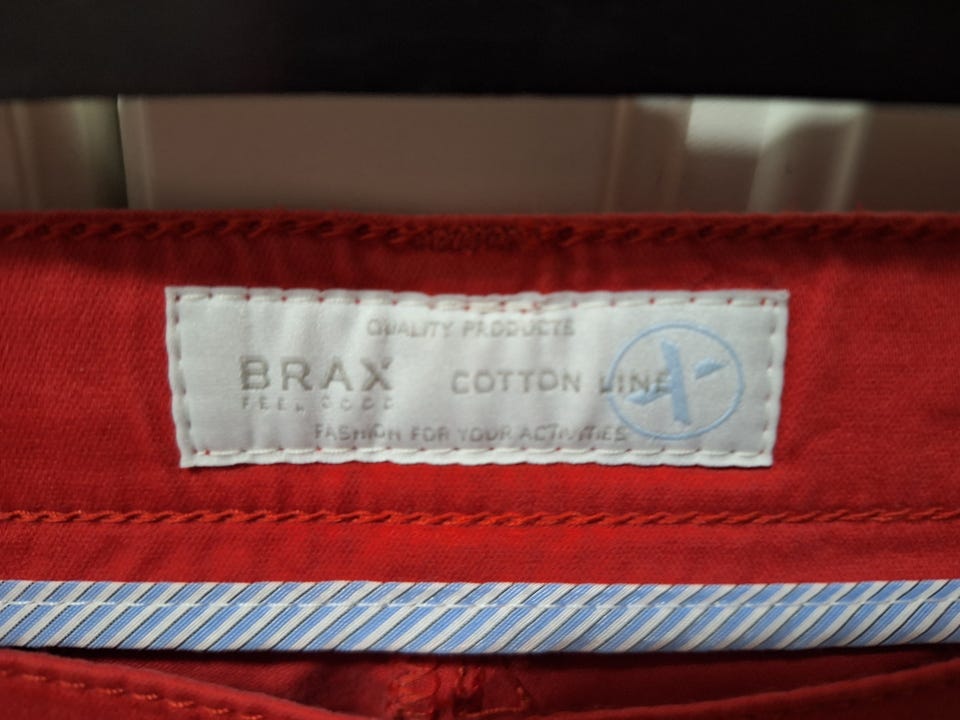 QUALITY PRODUCTS
BRAX COTTON LINE
FEEL GOOD
FASHION FOR YOUR ACTIVITIES